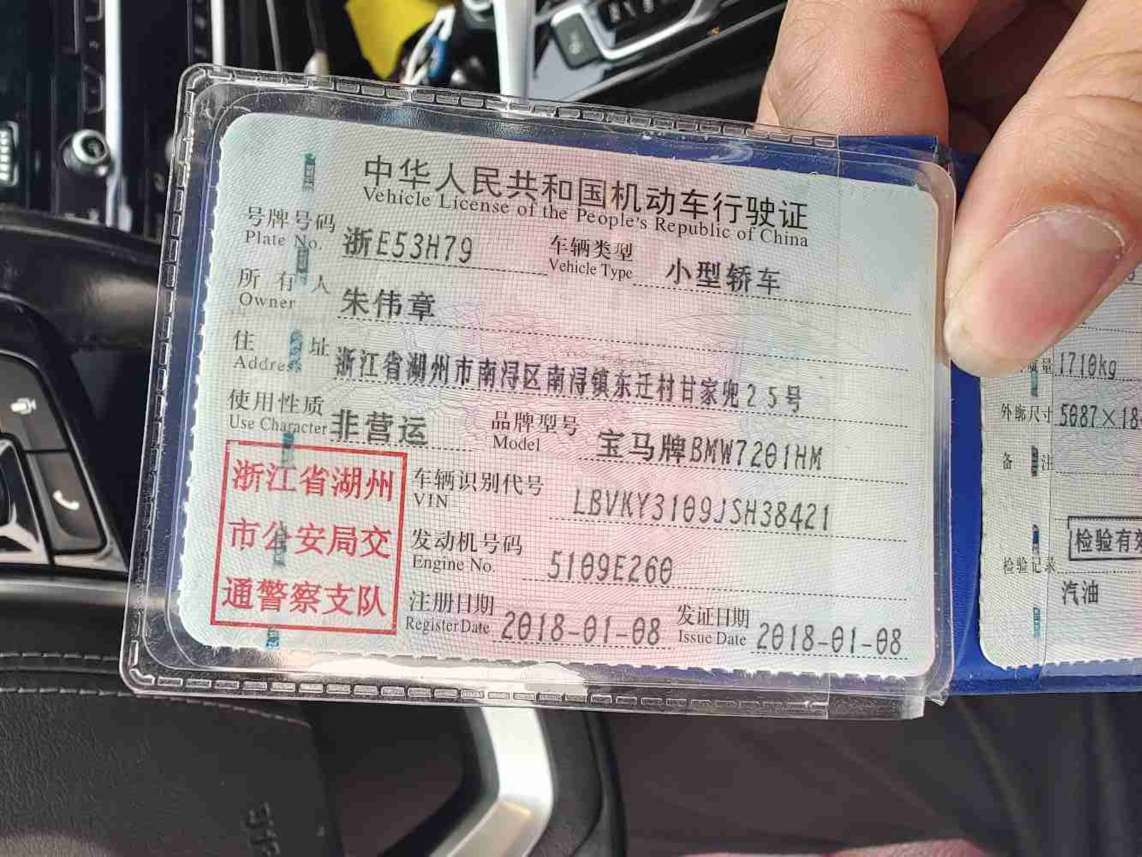 中华人民共和国机动车行驶证
Vehicle License of the People's Republic of China
号牌号码 浙E53H79 车辆类型 小型轿车
Plate No. Vehicle Type
所有人 朱伟章
Owner
住址 浙江省湖州市南浔区南浔镇东迁村甘家兜25号
Address
使用性质 非营运 品牌型号 宝马牌BMW7201HM
Use Character Model
浙江省湖州
市公安局交
通警察支队
车辆识别代号 LBVKY3109JSH38421
VIN
发动机号码 5109E260
Engine No.
注册日期 2018-01-08 发证日期 2018-01-08
Register Date Issue Date
质量 1710kg
外廓尺寸 5087×18
备注
检验有
检验记录
汽油